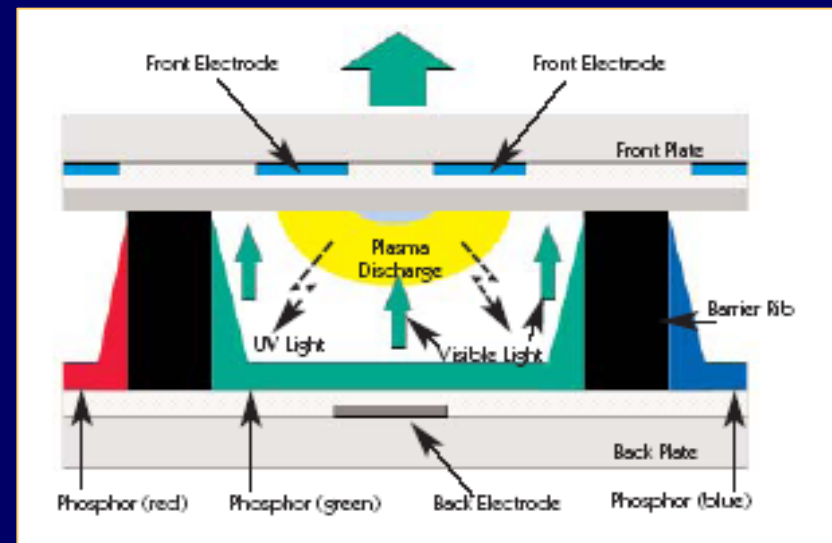 Front Electrode
Front Electrode
Front Plate
Plasma
Discharge
Barrier Rib
UV Light
Visible Light
Back Plate
Phosphor (red)
Phosphor (green)
Back Electrode
Phosphor (blue)